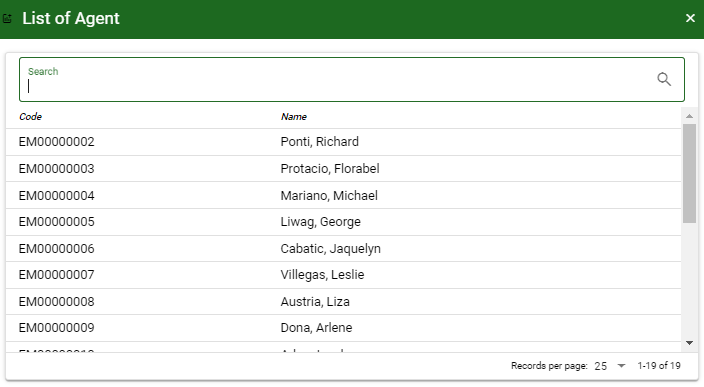 List of Agent
Search
Code Name
EM00000002 Ponti, Richard
EM00000003 Protacio, Florabel
EM00000004 Mariano, Michael
EM00000005 Liwag, George
EM00000006 Cabatic, Jaquelyn
EM00000007 Villegas, Leslie
EM00000008 Austria, Liza
EM00000009 Dona, Arlene
Records per page: 25 1-19 of 19